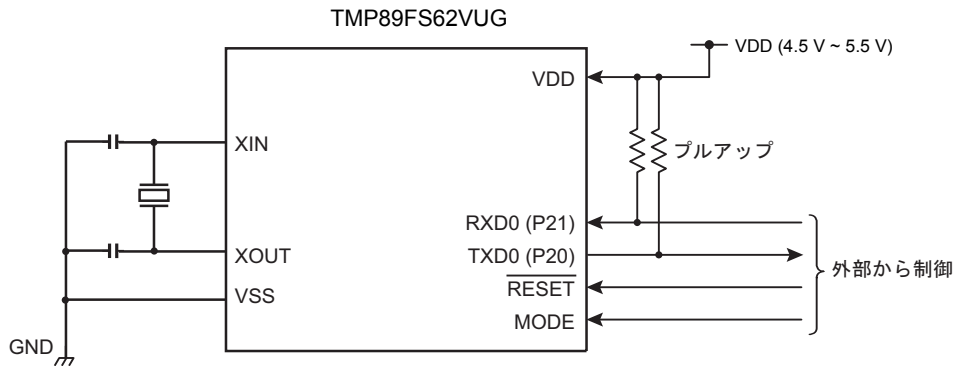 TMP89FS62VUG
VDD (4.5 V ~ 5.5 V)
VDD
XIN
プルアップ
RXD0 (P21)
XOUT
TXD0 (P20)
外部から制御
RESET
VSS
MODE
GND